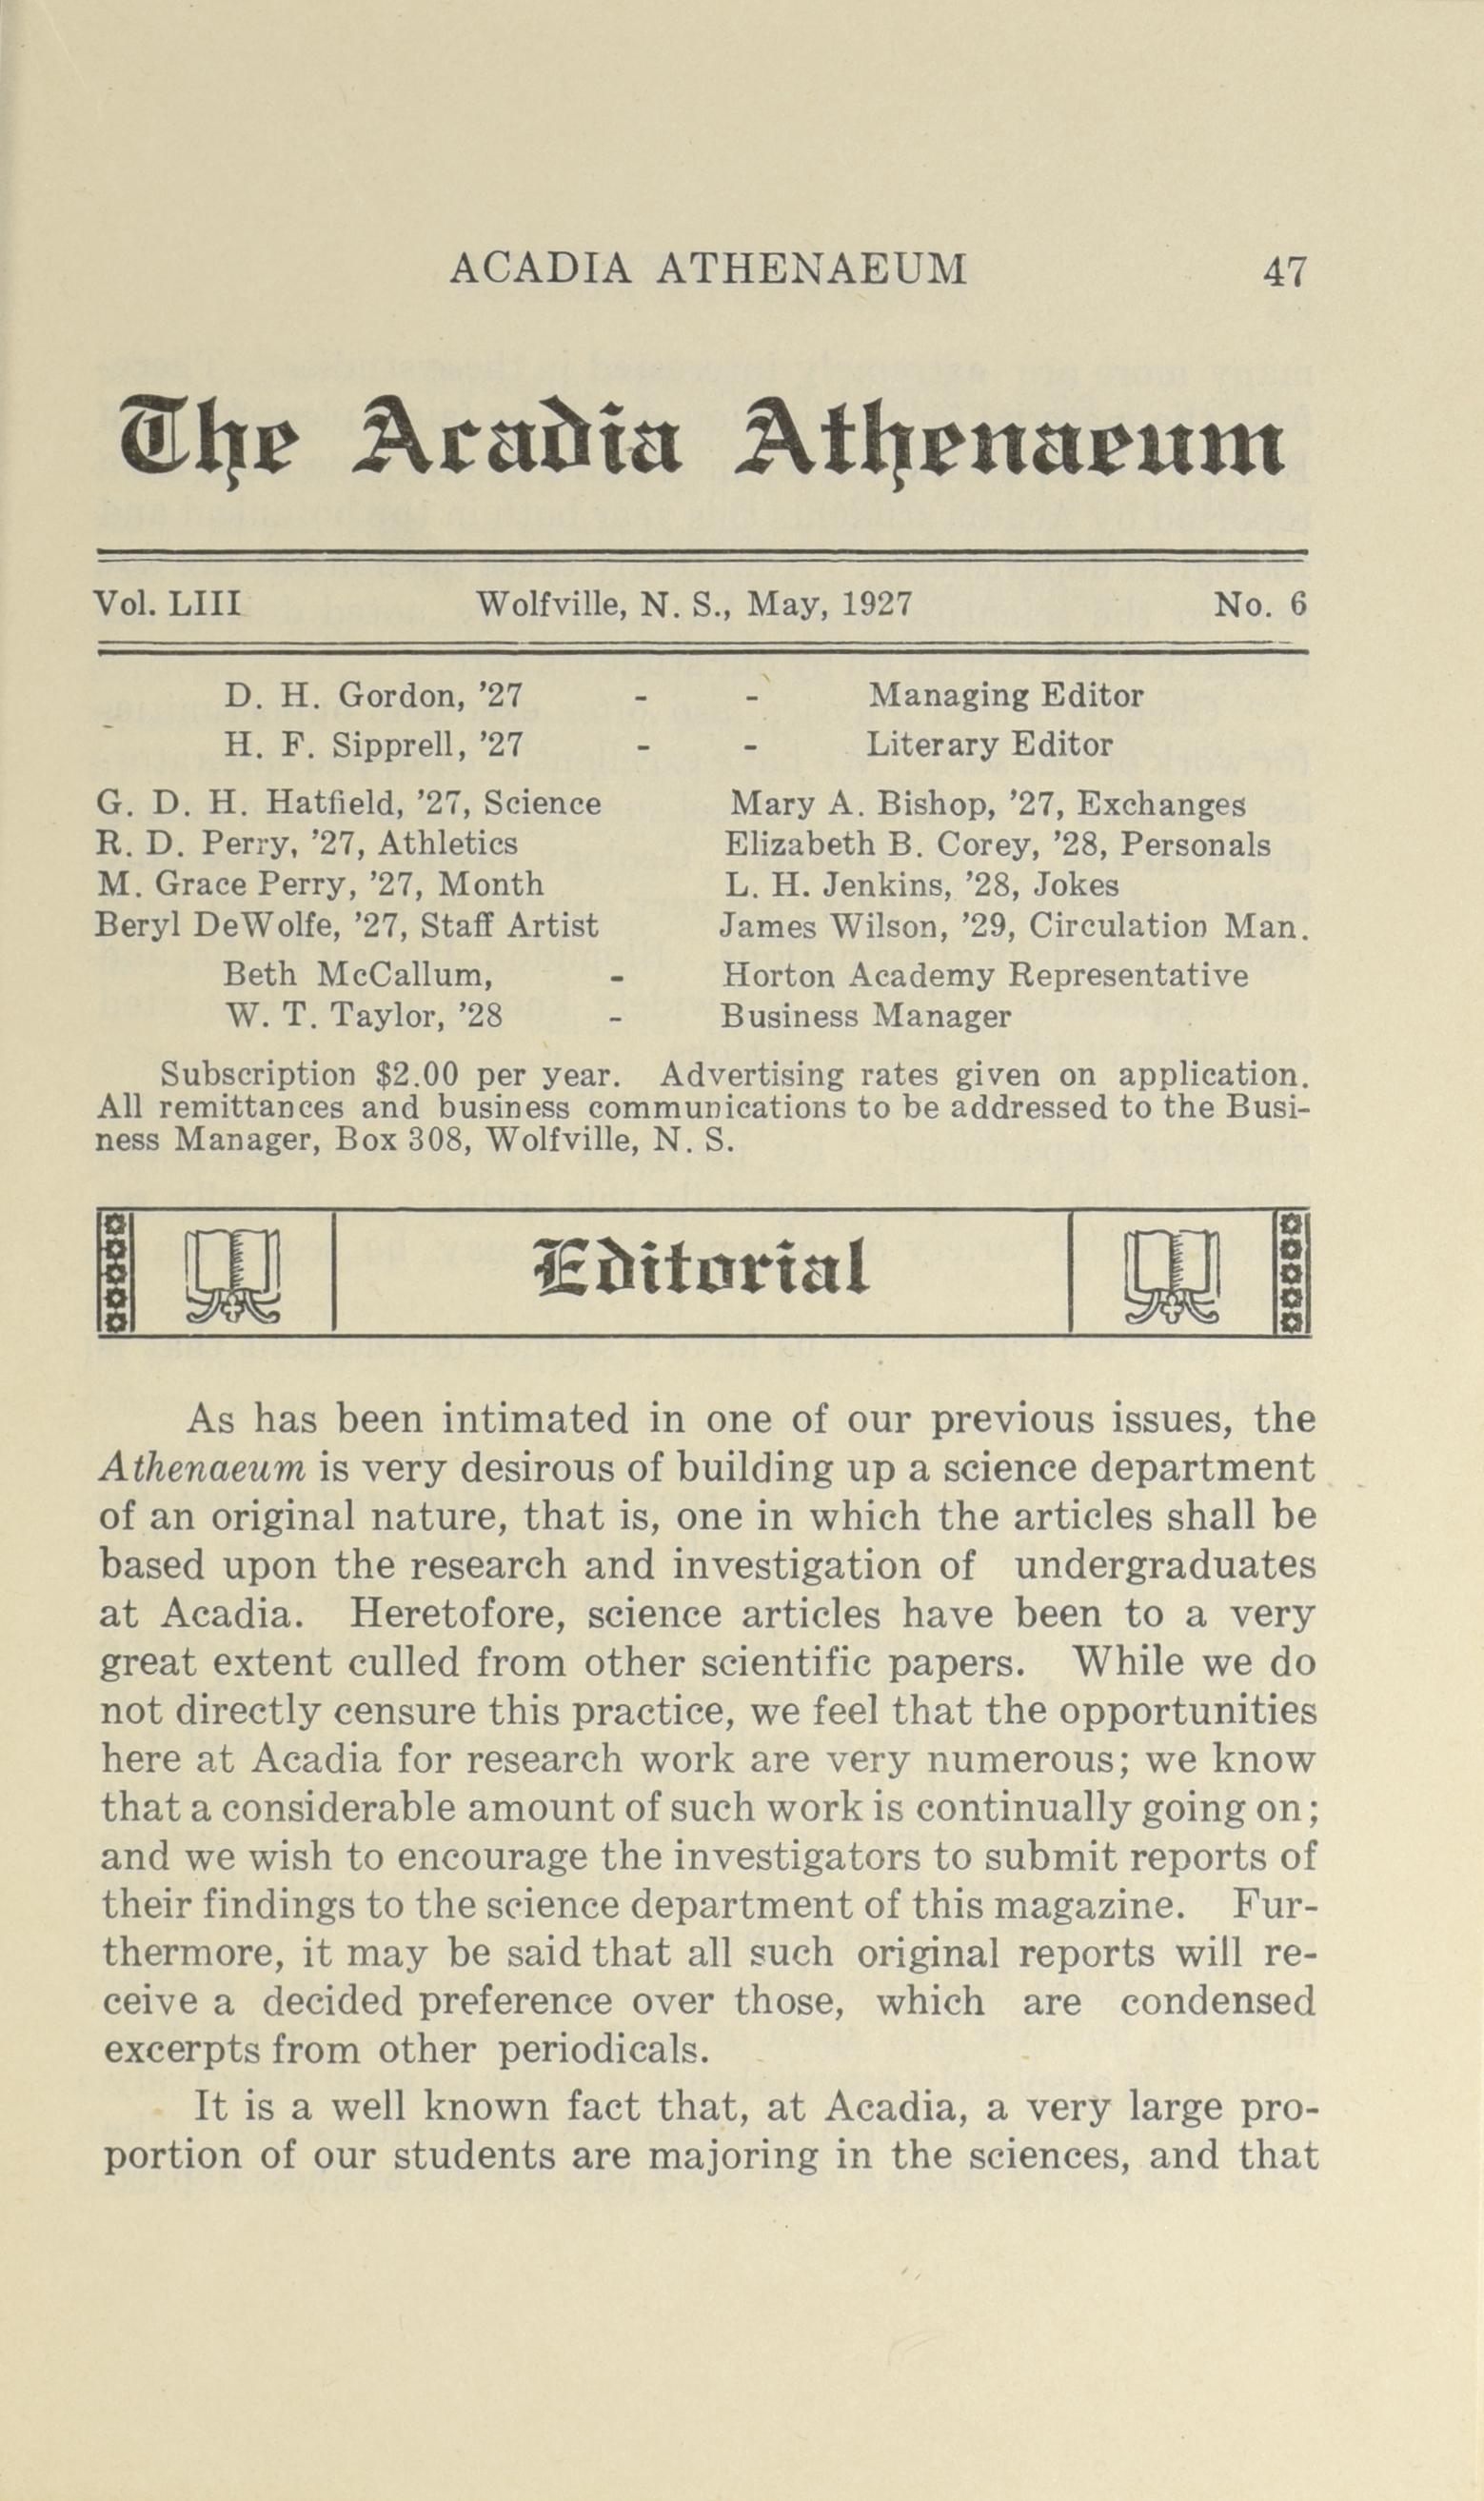 ACADIA ATHENAEUM 47
The Acadia Athenaeum
Vol. LIII Wolfville, N. S., May, 1927 No. 6
D. H. Gordon, ’27 - - Managing Editor
H. F. Sipprell, ’27 - - Literary Editor
G. D. H. Hatfield, ’27, Science Mary A. Bishop, ’27, Exchanges
R. D. Perry, ’27, Athletics Elizabeth B. Corey, ’28, Personals
M. Grace Perry, ’27, Month L. H. Jenkins, ’28, Jokes
Beryl DeWolfe, ’27, Staff Artist James Wilson, ’29, Circulation Man.
Beth McCallum, - Horton Academy Representative
W. T. Taylor, ’28 - Business Manager
Subscription $2.00 per year. Advertising rates given on application.
All remittances and business communications to be addressed to the Busi-
ness Manager, Box 308, Wolfville, N. S.
Editorial
As has been intimated in one of our previous issues, the
Athenaeum is very desirous of building up a science department
of an original nature, that is, one in which the articles shall be
based upon the research and investigation of undergraduates
at Acadia. Heretofore, science articles have been to a very
great extent culled from other scientific papers. While we do
not directly censure this practice, we feel that the opportunities
here at Acadia for research work are very numerous; we know
that a considerable amount of such work is continually going on;
and we wish to encourage the investigators to submit reports of
their findings to the science department of this magazine. Fur-
thermore, it may be said that all such original reports will re-
ceive a decided preference over those, which are condensed
excerpts from other periodicals.
It is a well known fact that, at Acadia, a very large pro-
portion of our students are majoring in the sciences, and that